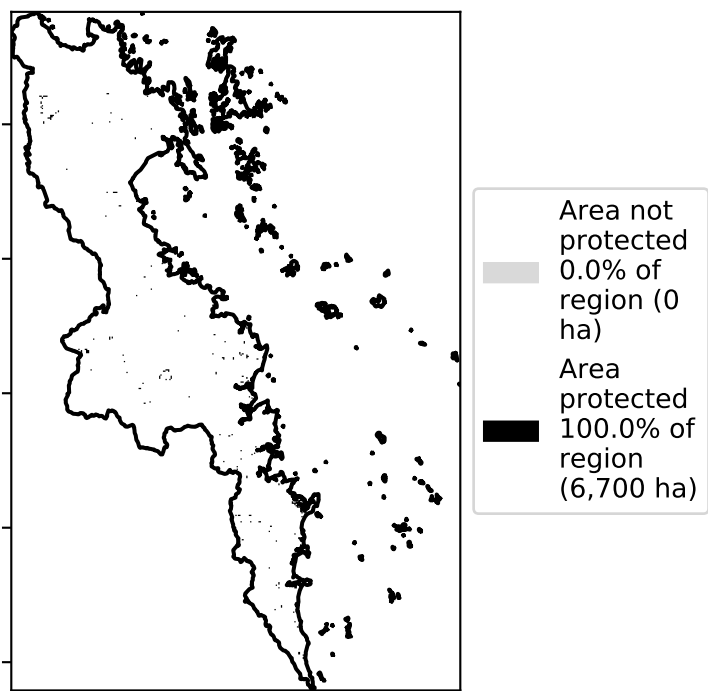 Area not
protected
0.0% of
region (0
ha)
Area
protected
100.0% of
region
(6,700 ha)